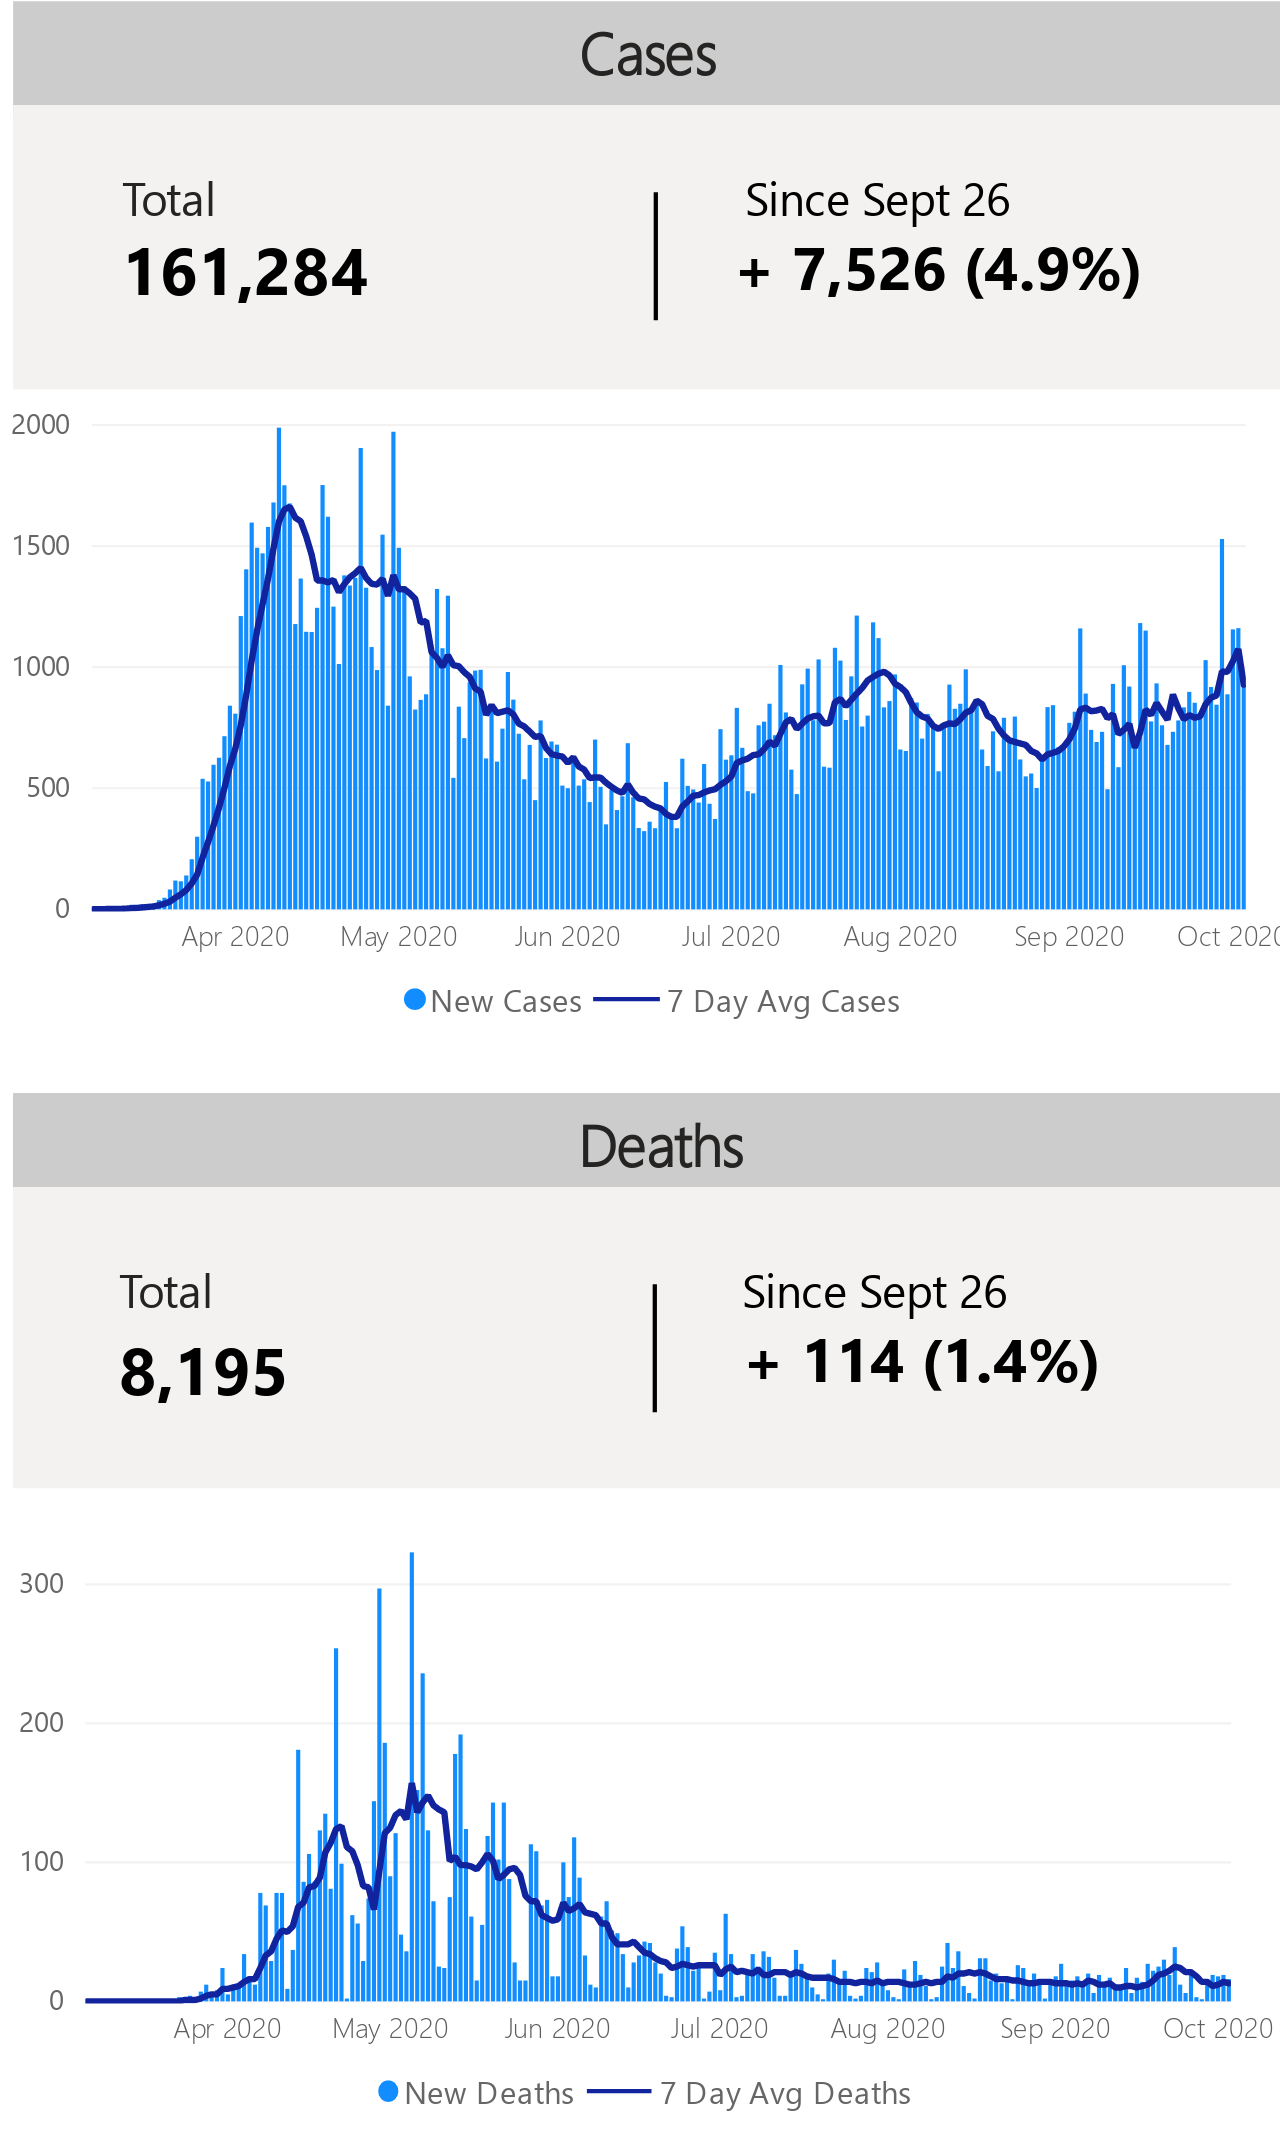 Cases
Total
Since Sept 26
161,284
+ 7,526 (4.9%)
2000
1500
1000
500
0
Apr 2020 May 2020 Jun 2020 Jul 2020 Aug 2020 Sep 2020 Oct 2020
New Cases 7 Day Avg Cases
Deaths
Total
Since Sept 26
8,195
+ 114 (1.4%)
300
200
100
0
Apr 2020 May 2020 Jun 2020 Jul 2020 Aug 2020 Sep 2020 Oct 2020
New Deaths 7 Day Avg Deaths